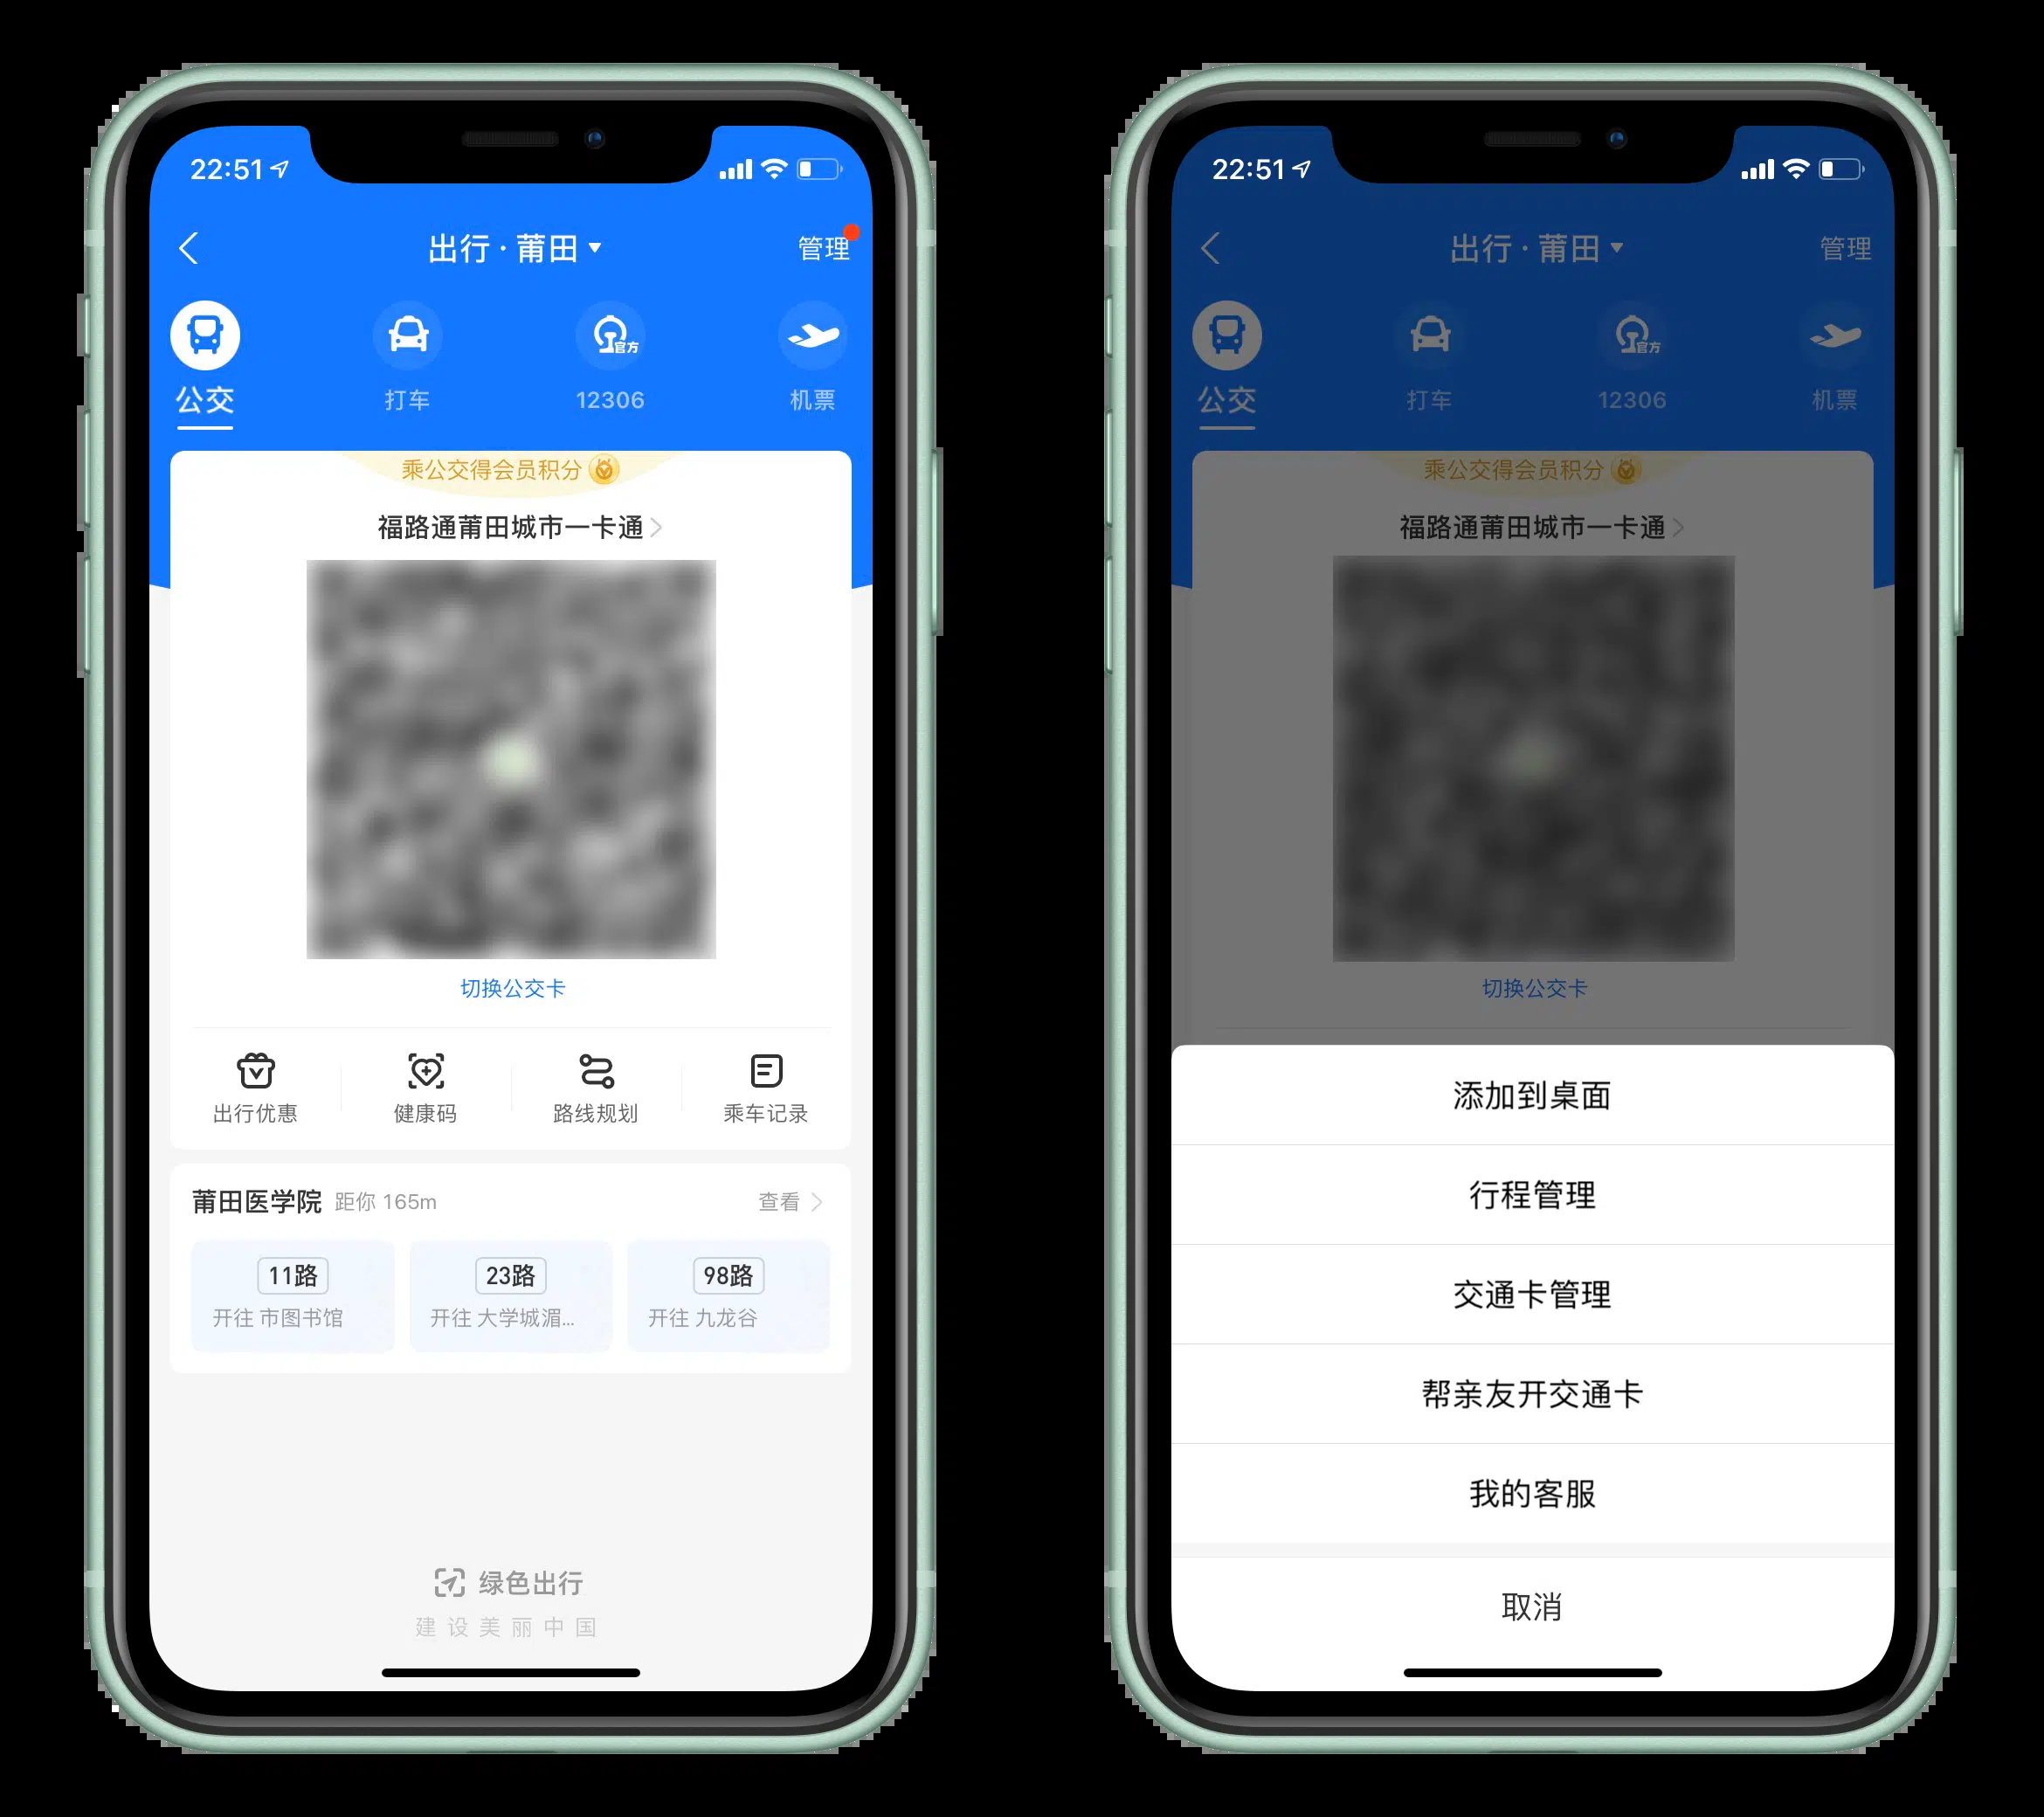 22:51
出行·莆田
管理
公交
打车
官方
12306
机票
乘公交得会员积分
福路通莆田城市一卡通
切换公交卡
出行优惠
健康码
路线规划
乘车记录
莆田医学院 距你 165m
查看
11路
开往 市图书馆
23路
开往 大学城湄...
98路
开往 九龙谷
绿色出行
建设美丽中国
22:51
出行·莆田
管理
公交
打车
官方
12306
机票
乘公交得会员积分
福路通莆田城市一卡通
切换公交卡
添加到桌面
行程管理
交通卡管理
帮亲友开交通卡
我的客服
取消